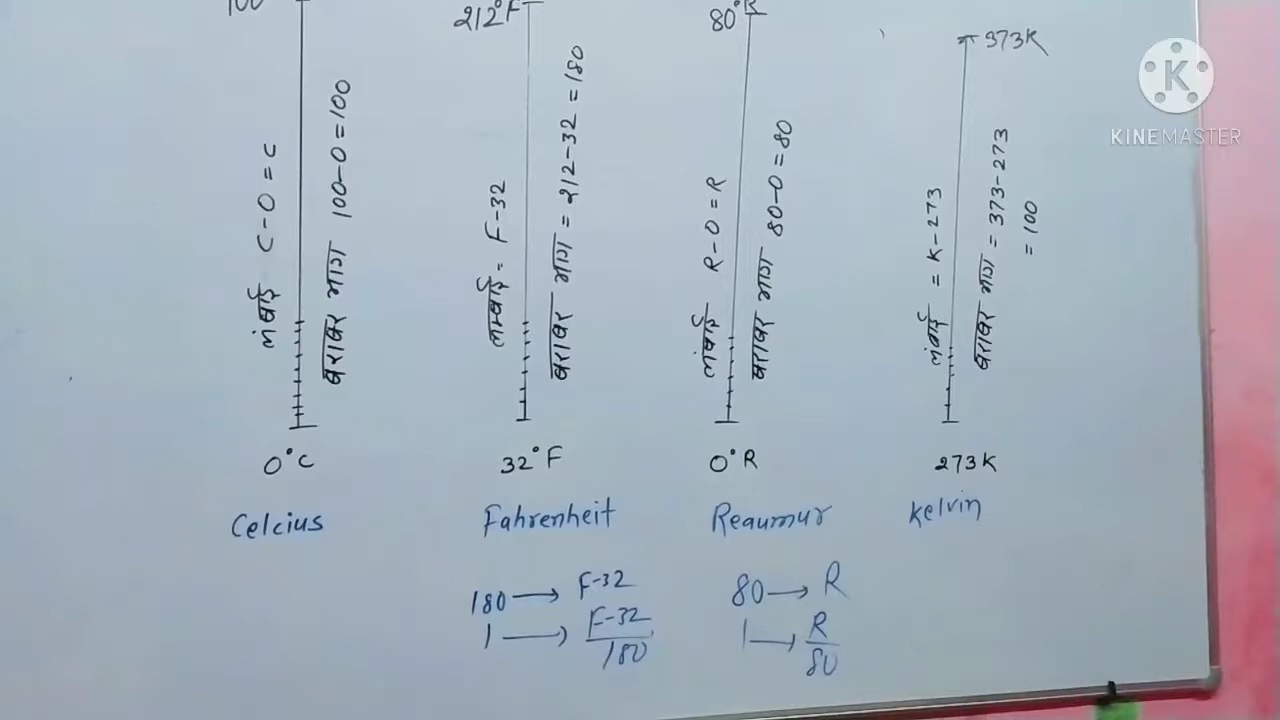 100
212°F
80°R
373K
KINEMASTER
लंबाई C-0=C
बराबर भाग 100-0=100
लम्बाई = F-32
बराबर भाग = 212-32=180
लंबाई R-0=R
बराबर भाग 80-0=80
लंबाई = K-273
बराबर भाग = 373-273
= 100
0°C
32°F
0°R
273K
Celcius
Fahrenheit
Reaumur
Kelvin
180 → F-32
1 → F-32/180
80 → R
1 → R/80